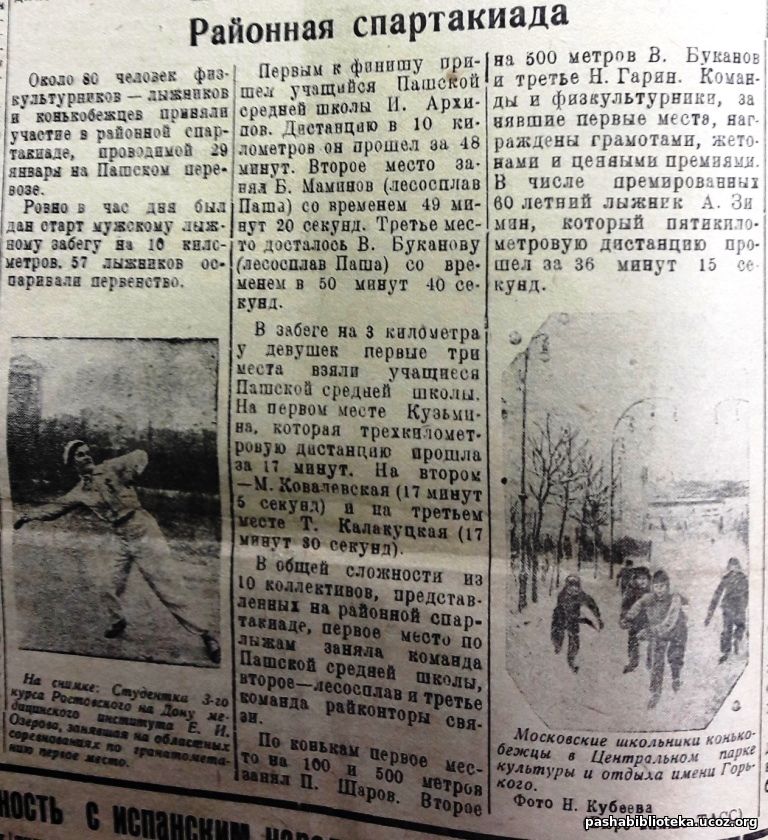 Районная спартакиада
Около 80 человек физ-
культурников — лыжников
и конькобежцев приняли
участие в районной спар-
такиаде, проводимой 29
января на Пашском пере-
возе.
Ровно в час дня был
дан старт мужскому лыж-
ному забегу на 10 кило-
метров. 57 лыжников ос-
паривали первенство.
На снимке: Студентка 3-го
курса Ростовского на Дону ме-
дицинского института Е. И.
Озерова, занявшая на областных
соревнованиях по гранатомета-
нию первое место.
Первым к финишу при-
шел учащийся Пашской
средней школы И. Архи-
пов. Дистанцию в 10 ки-
лометров он прошел за 48
минут. Второе место за-
нял Б. Маминов (лесосплав
Паша) со временем 49 ми-
нут 20 секунд. Третье мес-
то досталось В. Буканову
(лесосплав Паша) со вре-
менем в 50 минут 40 се-
кунд.
В забеге на 3 километра
у девушек первые три
места взяли учащиеся
Пашской средней школы.
На первом месте Кузьми-
на, которая трехкиломет-
ровую дистанцию прошла
за 17 минут. На втором
—М. Ковалевская (17 минут
5 секунд) и на третьем
месте Т. Калакуцкая (17
минут 30 секунд).
В общей сложности из
10 коллективов, представ-
ленных на районной спар-
такиаде, первое место по
лыжам заняла команда
Пашской средней школы,
второе—лесосплав и третье
команда райконторы свя-
зи.
По конькам первое мес-
то на 100 и 500 метров
занял П. Шаров. Второе
на 500 метров В. Буканов
и третье Н. Гарин. Коман-
ды и физкультурники, за
нявшие первые места, наг-
раждены грамотами, жето-
нами и ценными премиями.
В числе премированных
60 летний лыжник А. Зи
мин, который пятикило-
метровую дистанцию про-
шел за 36 минут 15 се-
кунд.
Московские школьники конько-
бежцы в Центральном парке
культуры и отдыха имени Горь-
кого.
Фото Н. Кубеева
ТАСС)
ность с испанским
pashabiblioteka.ucoz.org